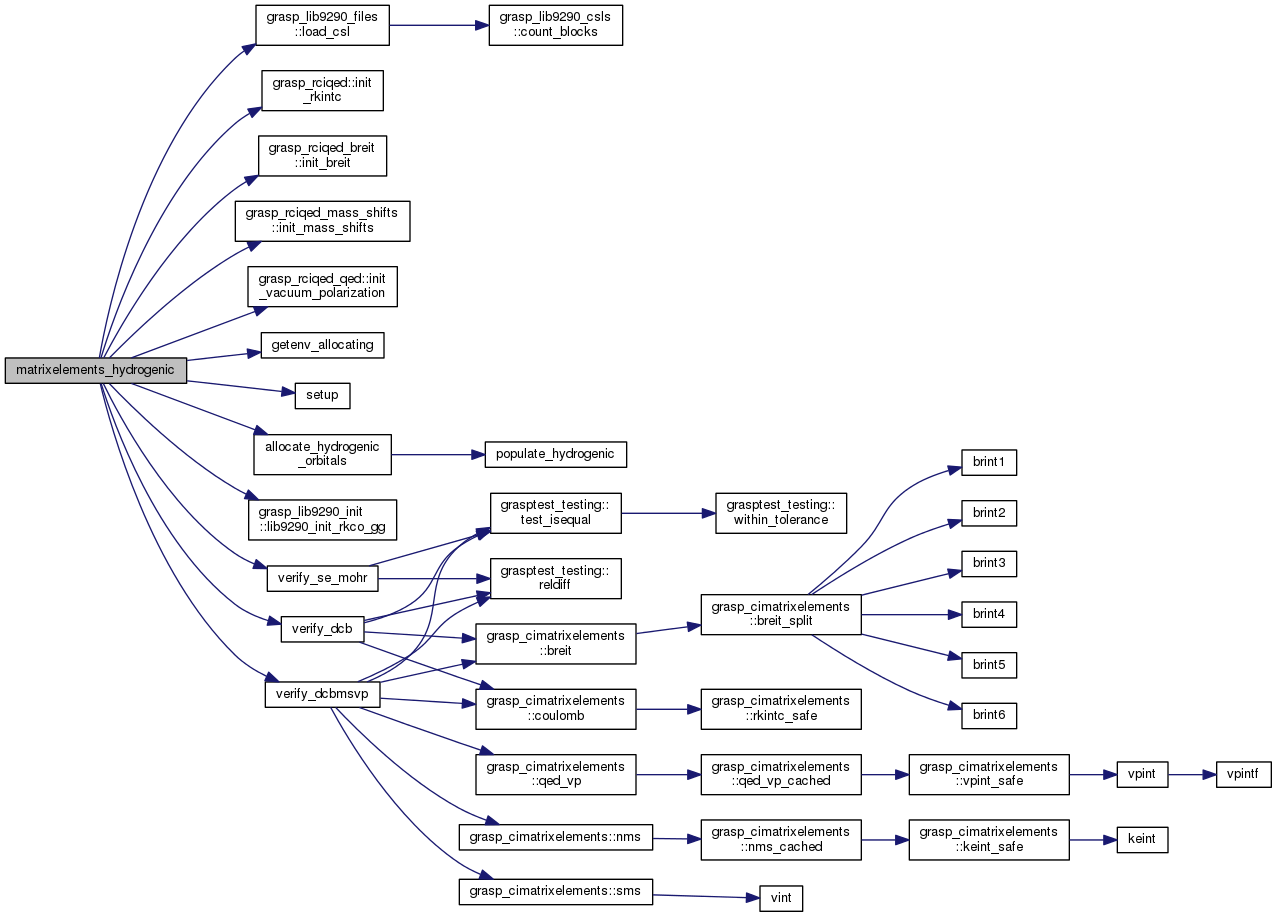 matrixelements_hydrogenic
grasp_lib9290_files
::load_csl
grasp_lib9290_csls
::count_blocks
grasp_rciqed::init
_rkintc
grasp_rciqed_breit
::init_breit
grasp_rciqed_mass_shifts
::init_mass_shifts
grasp_rciqed_qed::init
_vacuum_polarization
getenv_allocating
setup
allocate_hydrogenic
_orbitals
populate_hydrogenic
grasp_lib9290_init
::lib9290_init_rkco_gg
verify_se_mohr
verify_dcb
verify_dcbmsvp
grasptest_testing::
test_isequal
grasptest_testing::
within_tolerance
grasptest_testing::
reldiff
grasp_cimatrixelements
::breit
grasp_cimatrixelements
::breit_split
brint1
brint2
brint3
brint4
brint5
brint6
grasp_cimatrixelements
::coulomb
grasp_cimatrixelements
::rkintc_safe
grasp_cimatrixelements
::qed_vp
grasp_cimatrixelements
::qed_vp_cached
grasp_cimatrixelements
::vpint_safe
vpint
vpintf
grasp_cimatrixelements::nms
grasp_cimatrixelements
::nms_cached
grasp_cimatrixelements
::keint_safe
keint
grasp_cimatrixelements::sms
vint